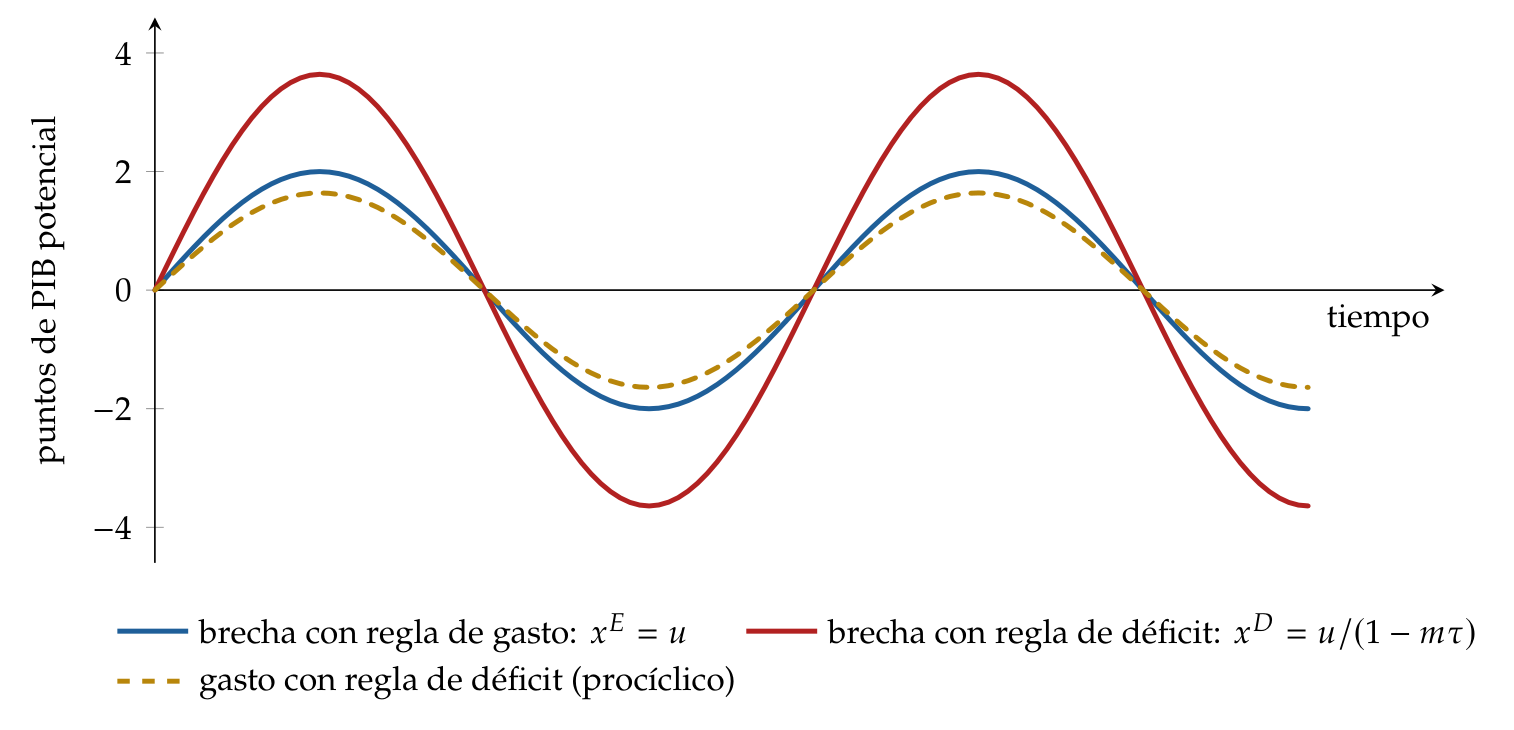 puntos de PIB potencial
4
2
0
−2
−4
tiempo
brecha con regla de gasto: x^E = u
brecha con regla de déficit: x^D = u/(1 − mτ)
gasto con regla de déficit (procíclico)